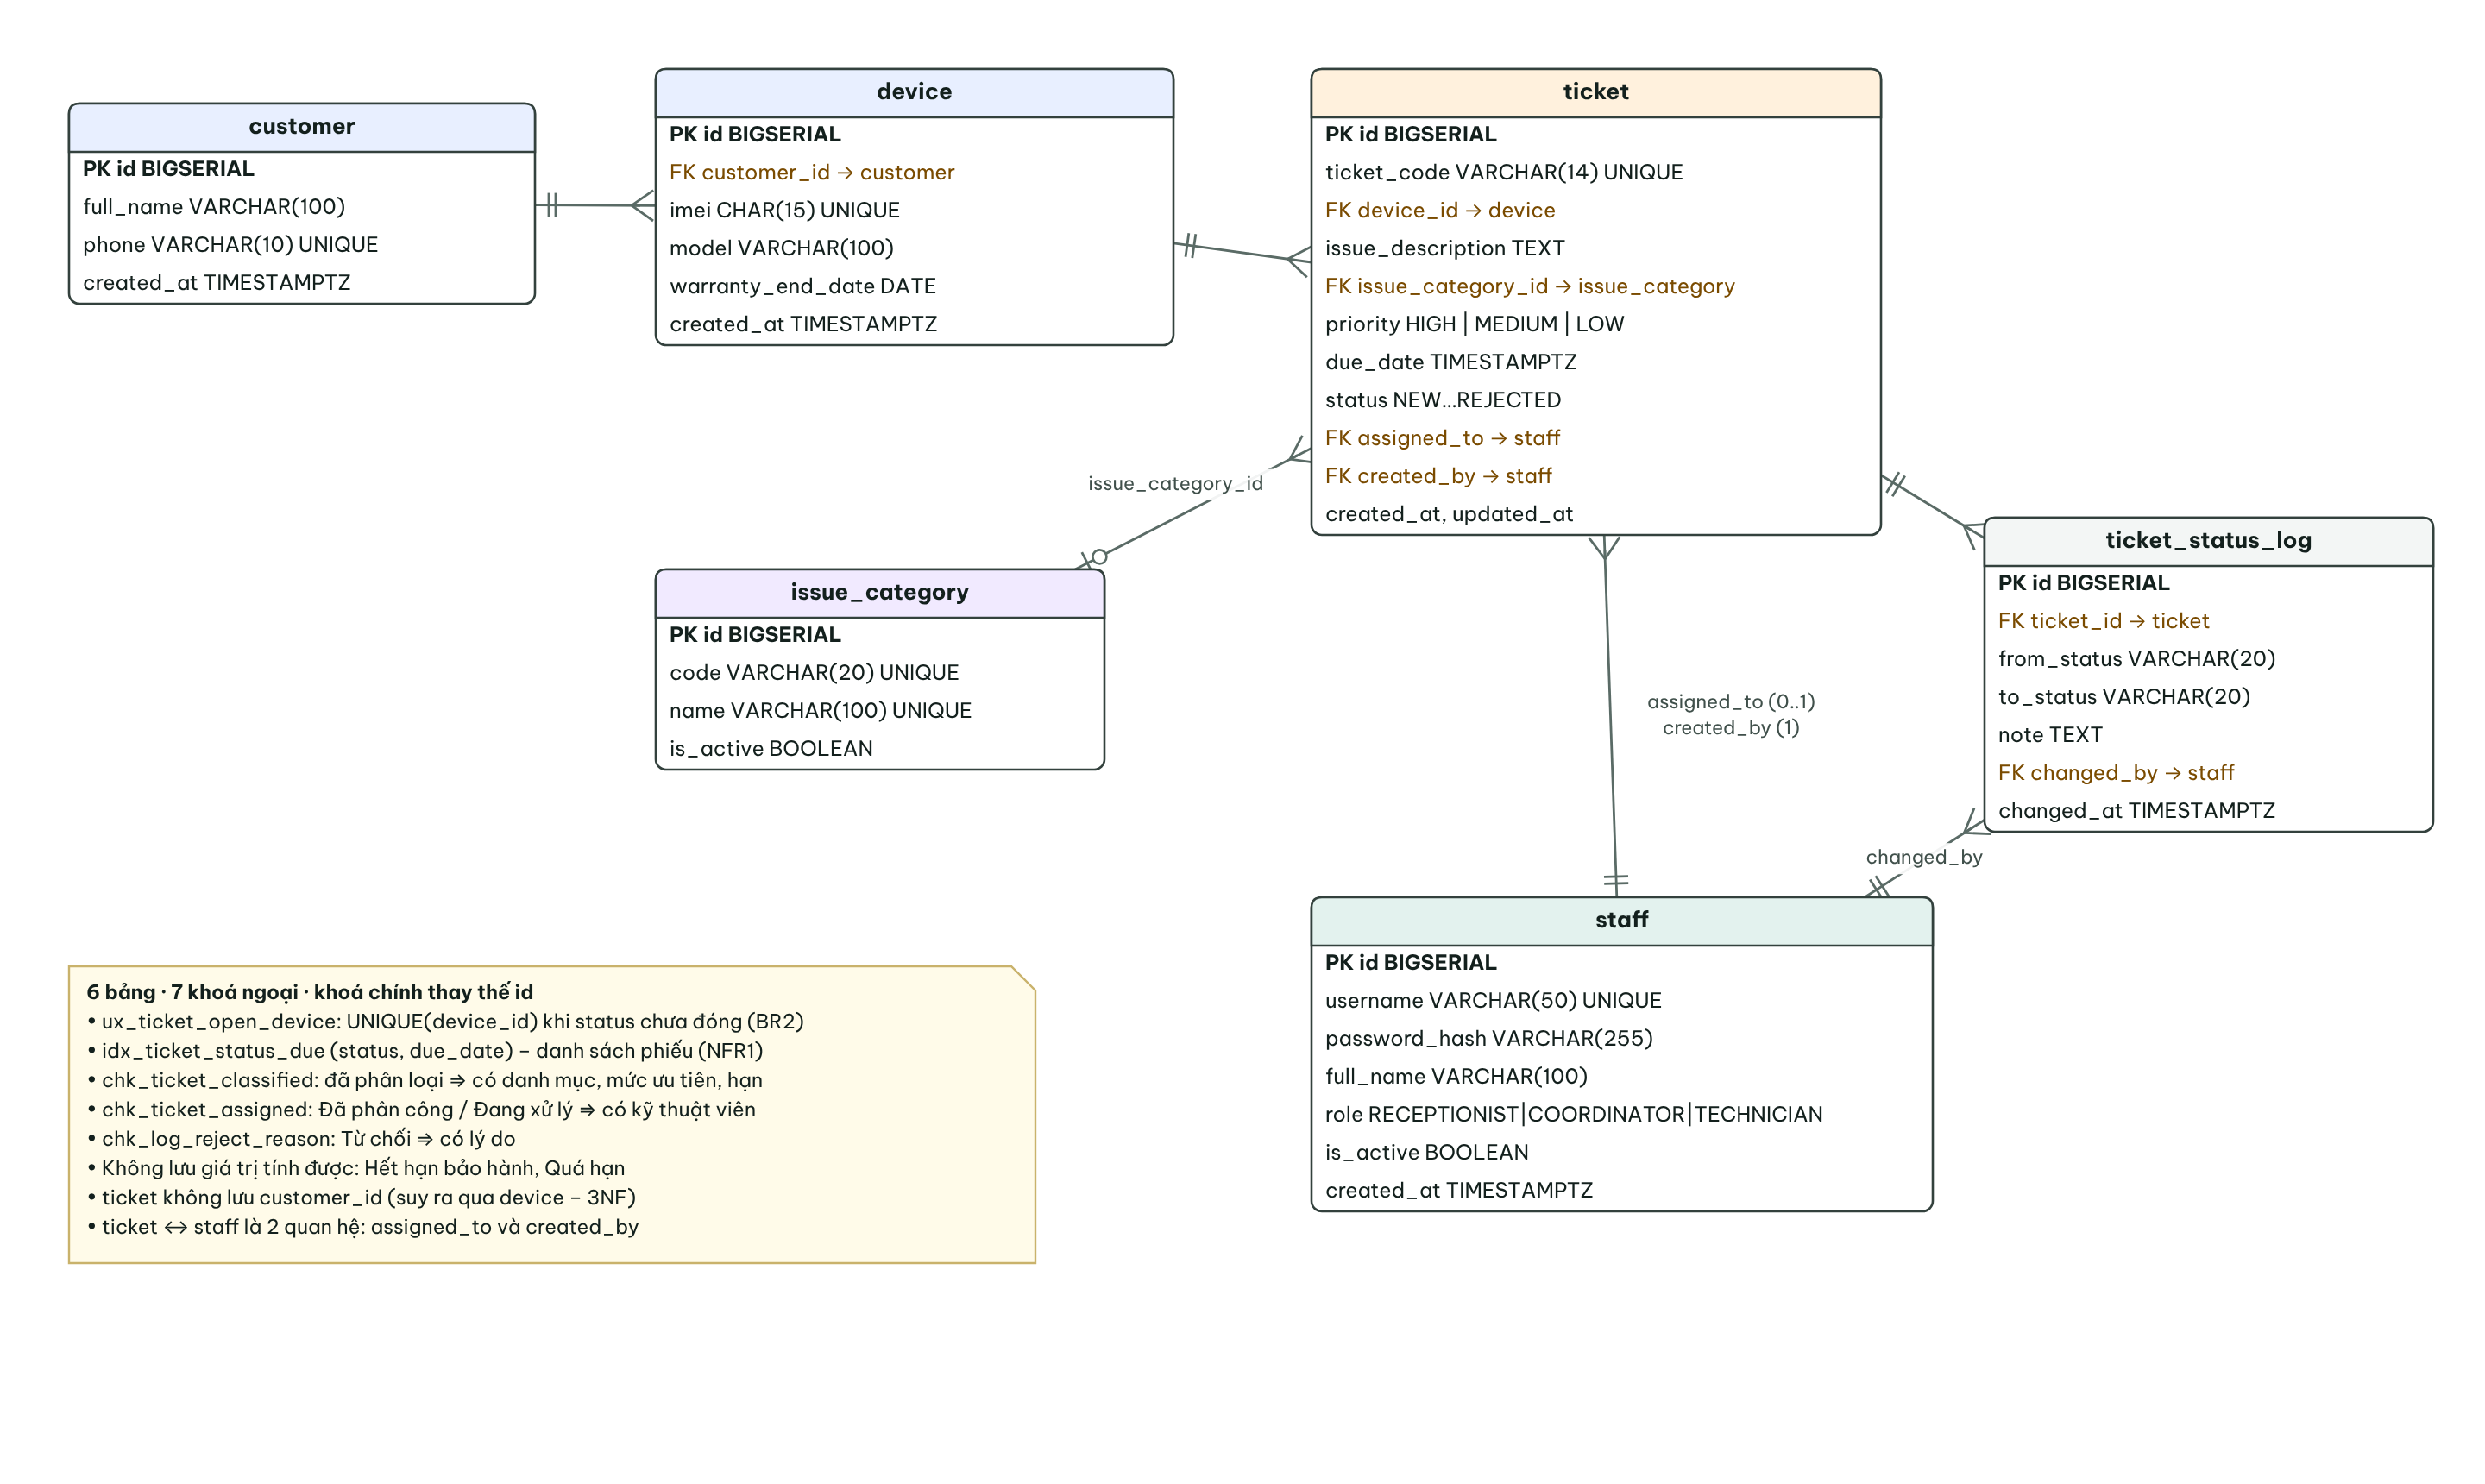 customer
PK id BIGSERIAL
full_name VARCHAR(100)
phone VARCHAR(10) UNIQUE
created_at TIMESTAMPTZ
device
PK id BIGSERIAL
FK customer_id → customer
imei CHAR(15) UNIQUE
model VARCHAR(100)
warranty_end_date DATE
created_at TIMESTAMPTZ
ticket
PK id BIGSERIAL
ticket_code VARCHAR(14) UNIQUE
FK device_id → device
issue_description TEXT
FK issue_category_id → issue_category
priority HIGH | MEDIUM | LOW
due_date TIMESTAMPTZ
status NEW...REJECTED
FK assigned_to → staff
FK created_by → staff
created_at, updated_at
issue_category_id
issue_category
PK id BIGSERIAL
code VARCHAR(20) UNIQUE
name VARCHAR(100) UNIQUE
is_active BOOLEAN
ticket_status_log
PK id BIGSERIAL
FK ticket_id → ticket
from_status VARCHAR(20)
to_status VARCHAR(20)
note TEXT
FK changed_by → staff
changed_at TIMESTAMPTZ
assigned_to (0..1)
created_by (1)
changed_by
staff
PK id BIGSERIAL
username VARCHAR(50) UNIQUE
password_hash VARCHAR(255)
full_name VARCHAR(100)
role RECEPTIONIST|COORDINATOR|TECHNICIAN
is_active BOOLEAN
created_at TIMESTAMPTZ
6 bảng · 7 khoá ngoại · khoá chính thay thế id
• ux_ticket_open_device: UNIQUE(device_id) khi status chưa đóng (BR2)
• idx_ticket_status_due (status, due_date) – danh sách phiếu (NFR1)
• chk_ticket_classified: đã phân loại ⇒ có danh mục, mức ưu tiên, hạn
• chk_ticket_assigned: Đã phân công / Đang xử lý ⇒ có kỹ thuật viên
• chk_log_reject_reason: Từ chối ⇒ có lý do
• Không lưu giá trị tính được: Hết hạn bảo hành, Quá hạn
• ticket không lưu customer_id (suy ra qua device – 3NF)
• ticket ↔ staff là 2 quan hệ: assigned_to và created_by